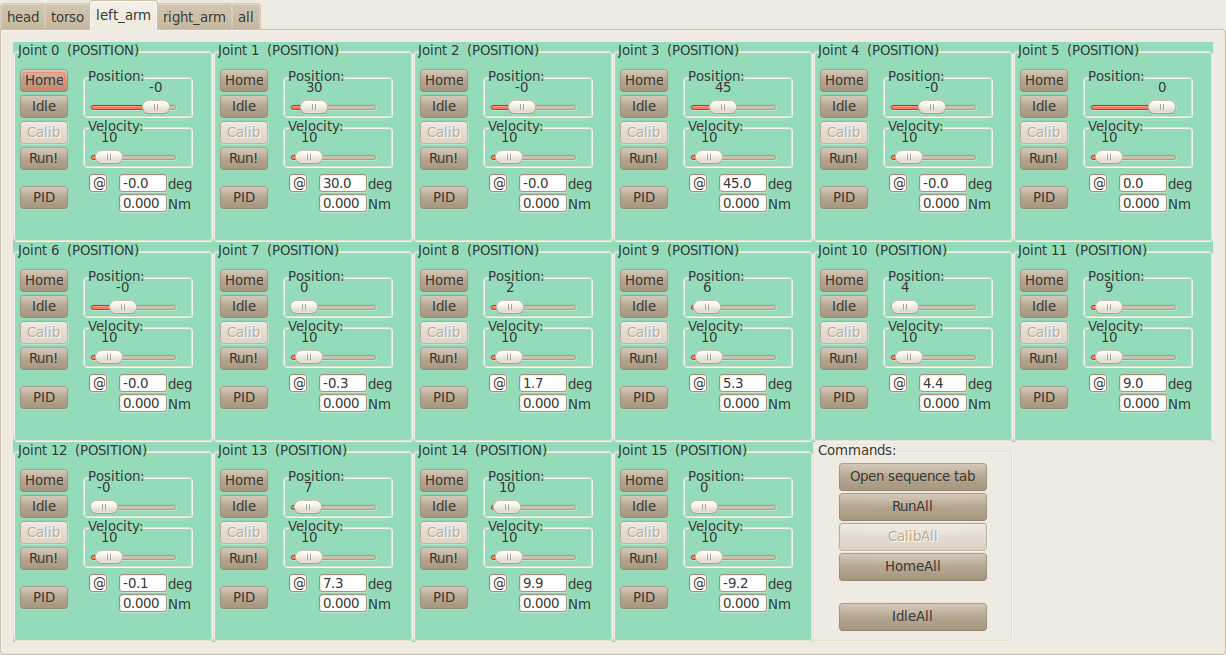 head torso left_arm right_arm all
Joint 0 (POSITION) Joint 1 (POSITION) Joint 2 (POSITION) Joint 3 (POSITION) Joint 4 (POSITION) Joint 5 (POSITION)
Home Position: Home Position: Home Position: Home Position: Home Position: Home Position:
-0 30 -0 45 -0 0
Idle Idle Idle Idle Idle Idle
Calib Velocity: Calib Velocity: Calib Velocity: Calib Velocity: Calib Velocity: Calib Velocity:
10 10 10 10 10 10
Run! Run! Run! Run! Run! Run!
@ -0.0 deg @ 30.0 deg @ -0.0 deg @ 45.0 deg @ -0.0 deg @ 0.0 deg
PID 0.000 Nm PID 0.000 Nm PID 0.000 Nm PID 0.000 Nm PID 0.000 Nm PID 0.000 Nm
Joint 6 (POSITION) Joint 7 (POSITION) Joint 8 (POSITION) Joint 9 (POSITION) Joint 10 (POSITION) Joint 11 (POSITION)
Home Position: Home Position: Home Position: Home Position: Home Position: Home Position:
-0 0 2 6 4 9
Idle Idle Idle Idle Idle Idle
Calib Velocity: Calib Velocity: Calib Velocity: Calib Velocity: Calib Velocity: Calib Velocity:
10 10 10 10 10 10
Run! Run! Run! Run! Run! Run!
@ -0.0 deg @ -0.3 deg @ 1.7 deg @ 5.3 deg @ 4.4 deg @ 9.0 deg
PID 0.000 Nm PID 0.000 Nm PID 0.000 Nm PID 0.000 Nm PID 0.000 Nm PID 0.000 Nm
Joint 12 (POSITION) Joint 13 (POSITION) Joint 14 (POSITION) Joint 15 (POSITION) Commands:
Home Position: Home Position: Home Position: Home Position: Open sequence tab
-0 7 10 0
Idle Idle Idle Idle RunAll
Calib Velocity: Calib Velocity: Calib Velocity: Calib Velocity: CalibAll
10 10 10 10
Run! Run! Run! Run! HomeAll
@ -0.1 deg @ 7.3 deg @ 9.9 deg @ -9.2 deg
PID 0.000 Nm PID 0.000 Nm PID 0.000 Nm PID 0.000 Nm
IdleAll